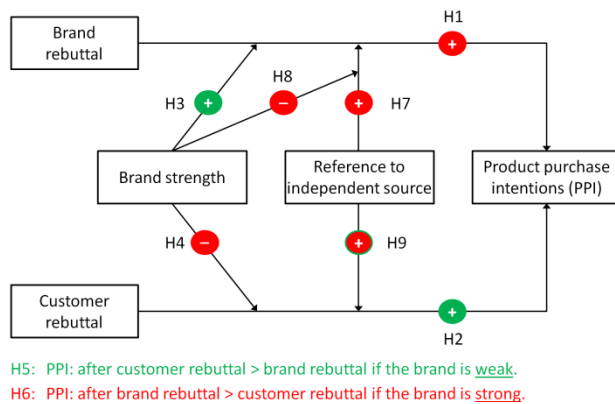 H1
Brand
rebuttal
+
H8
H3
+
−
+
H7
Brand strength
Reference to
independent source
Product purchase
intentions (PPI)
H4
−
+
H9
Customer
rebuttal
+
H2
H5: PPI: after customer rebuttal > brand rebuttal if the brand is weak.
H6: PPI: after brand rebuttal > customer rebuttal if the brand is strong.